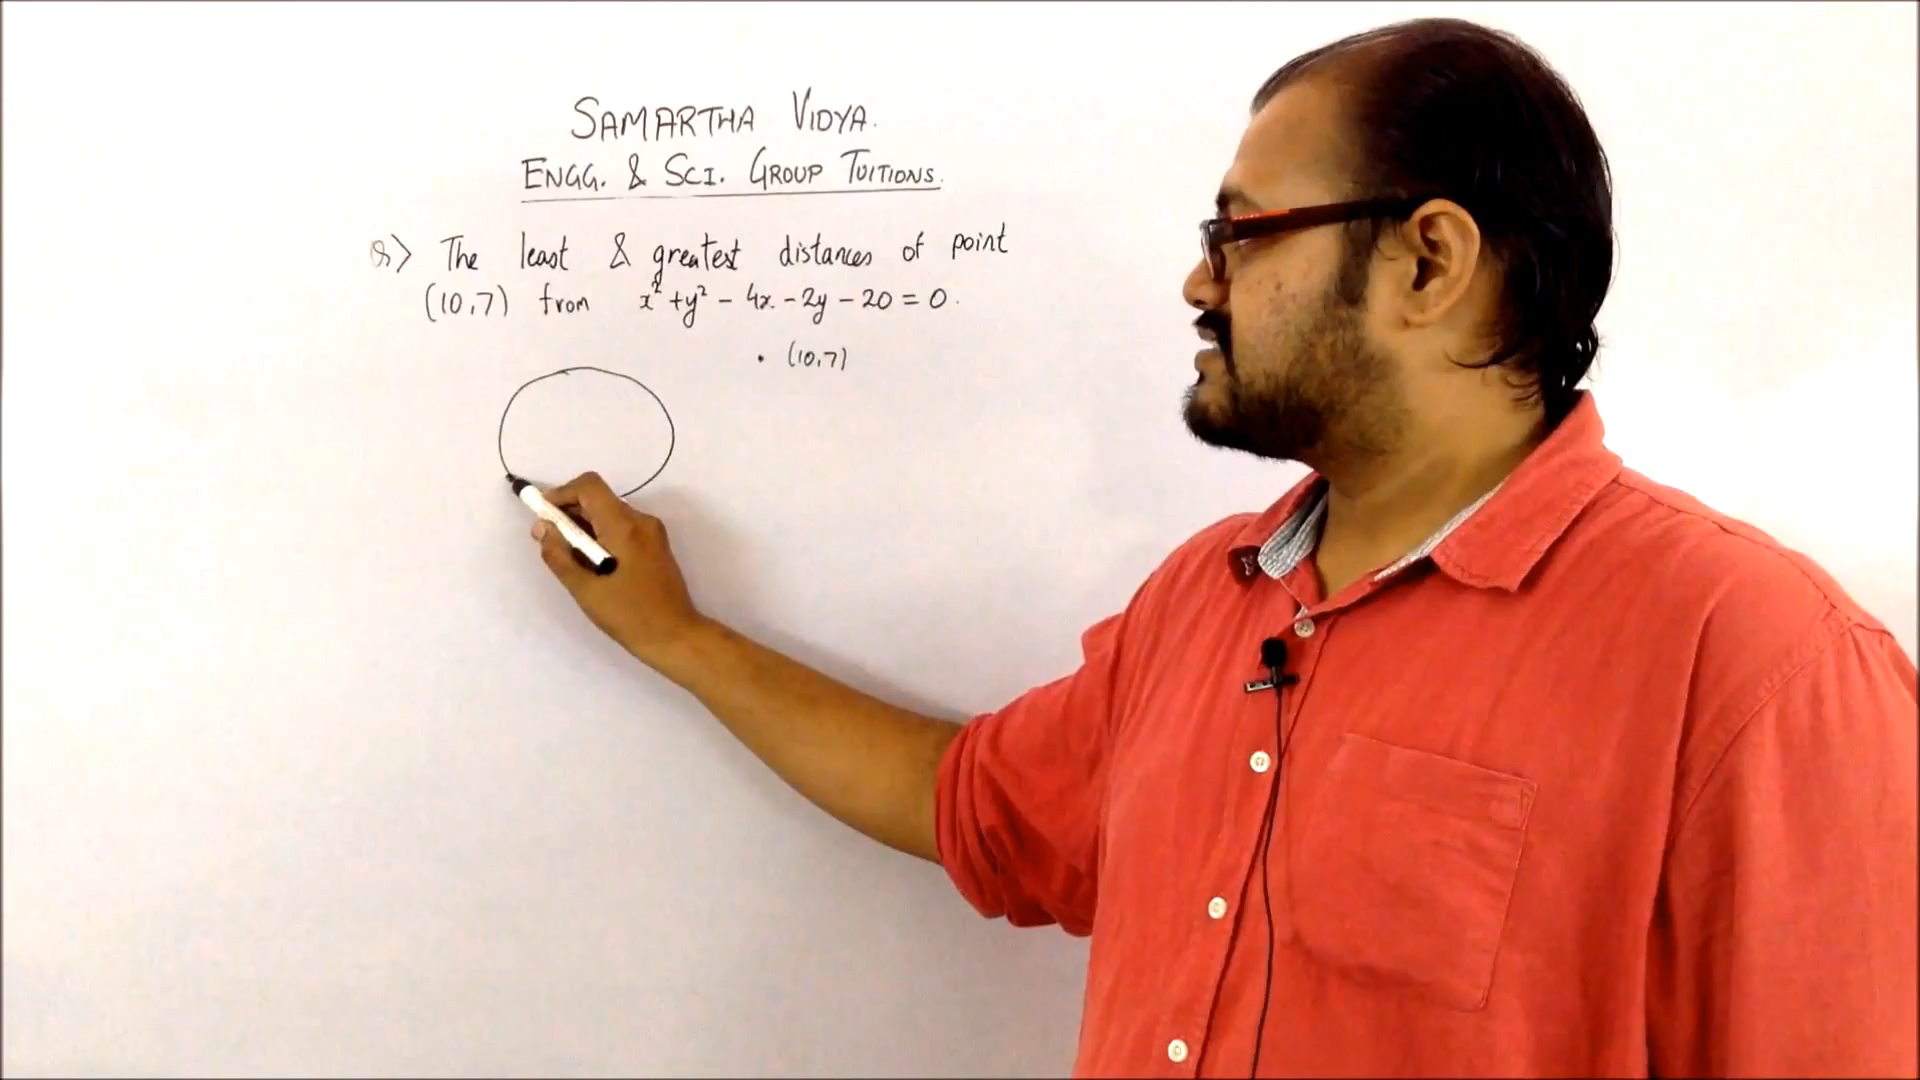 SAMARTHA VIDYA.
ENGG. & SCI. GROUP TUITIONS.
Q> The least & greatest distances of point
(10,7) from x² + y² - 4x - 2y - 20 = 0.
. (10,7)